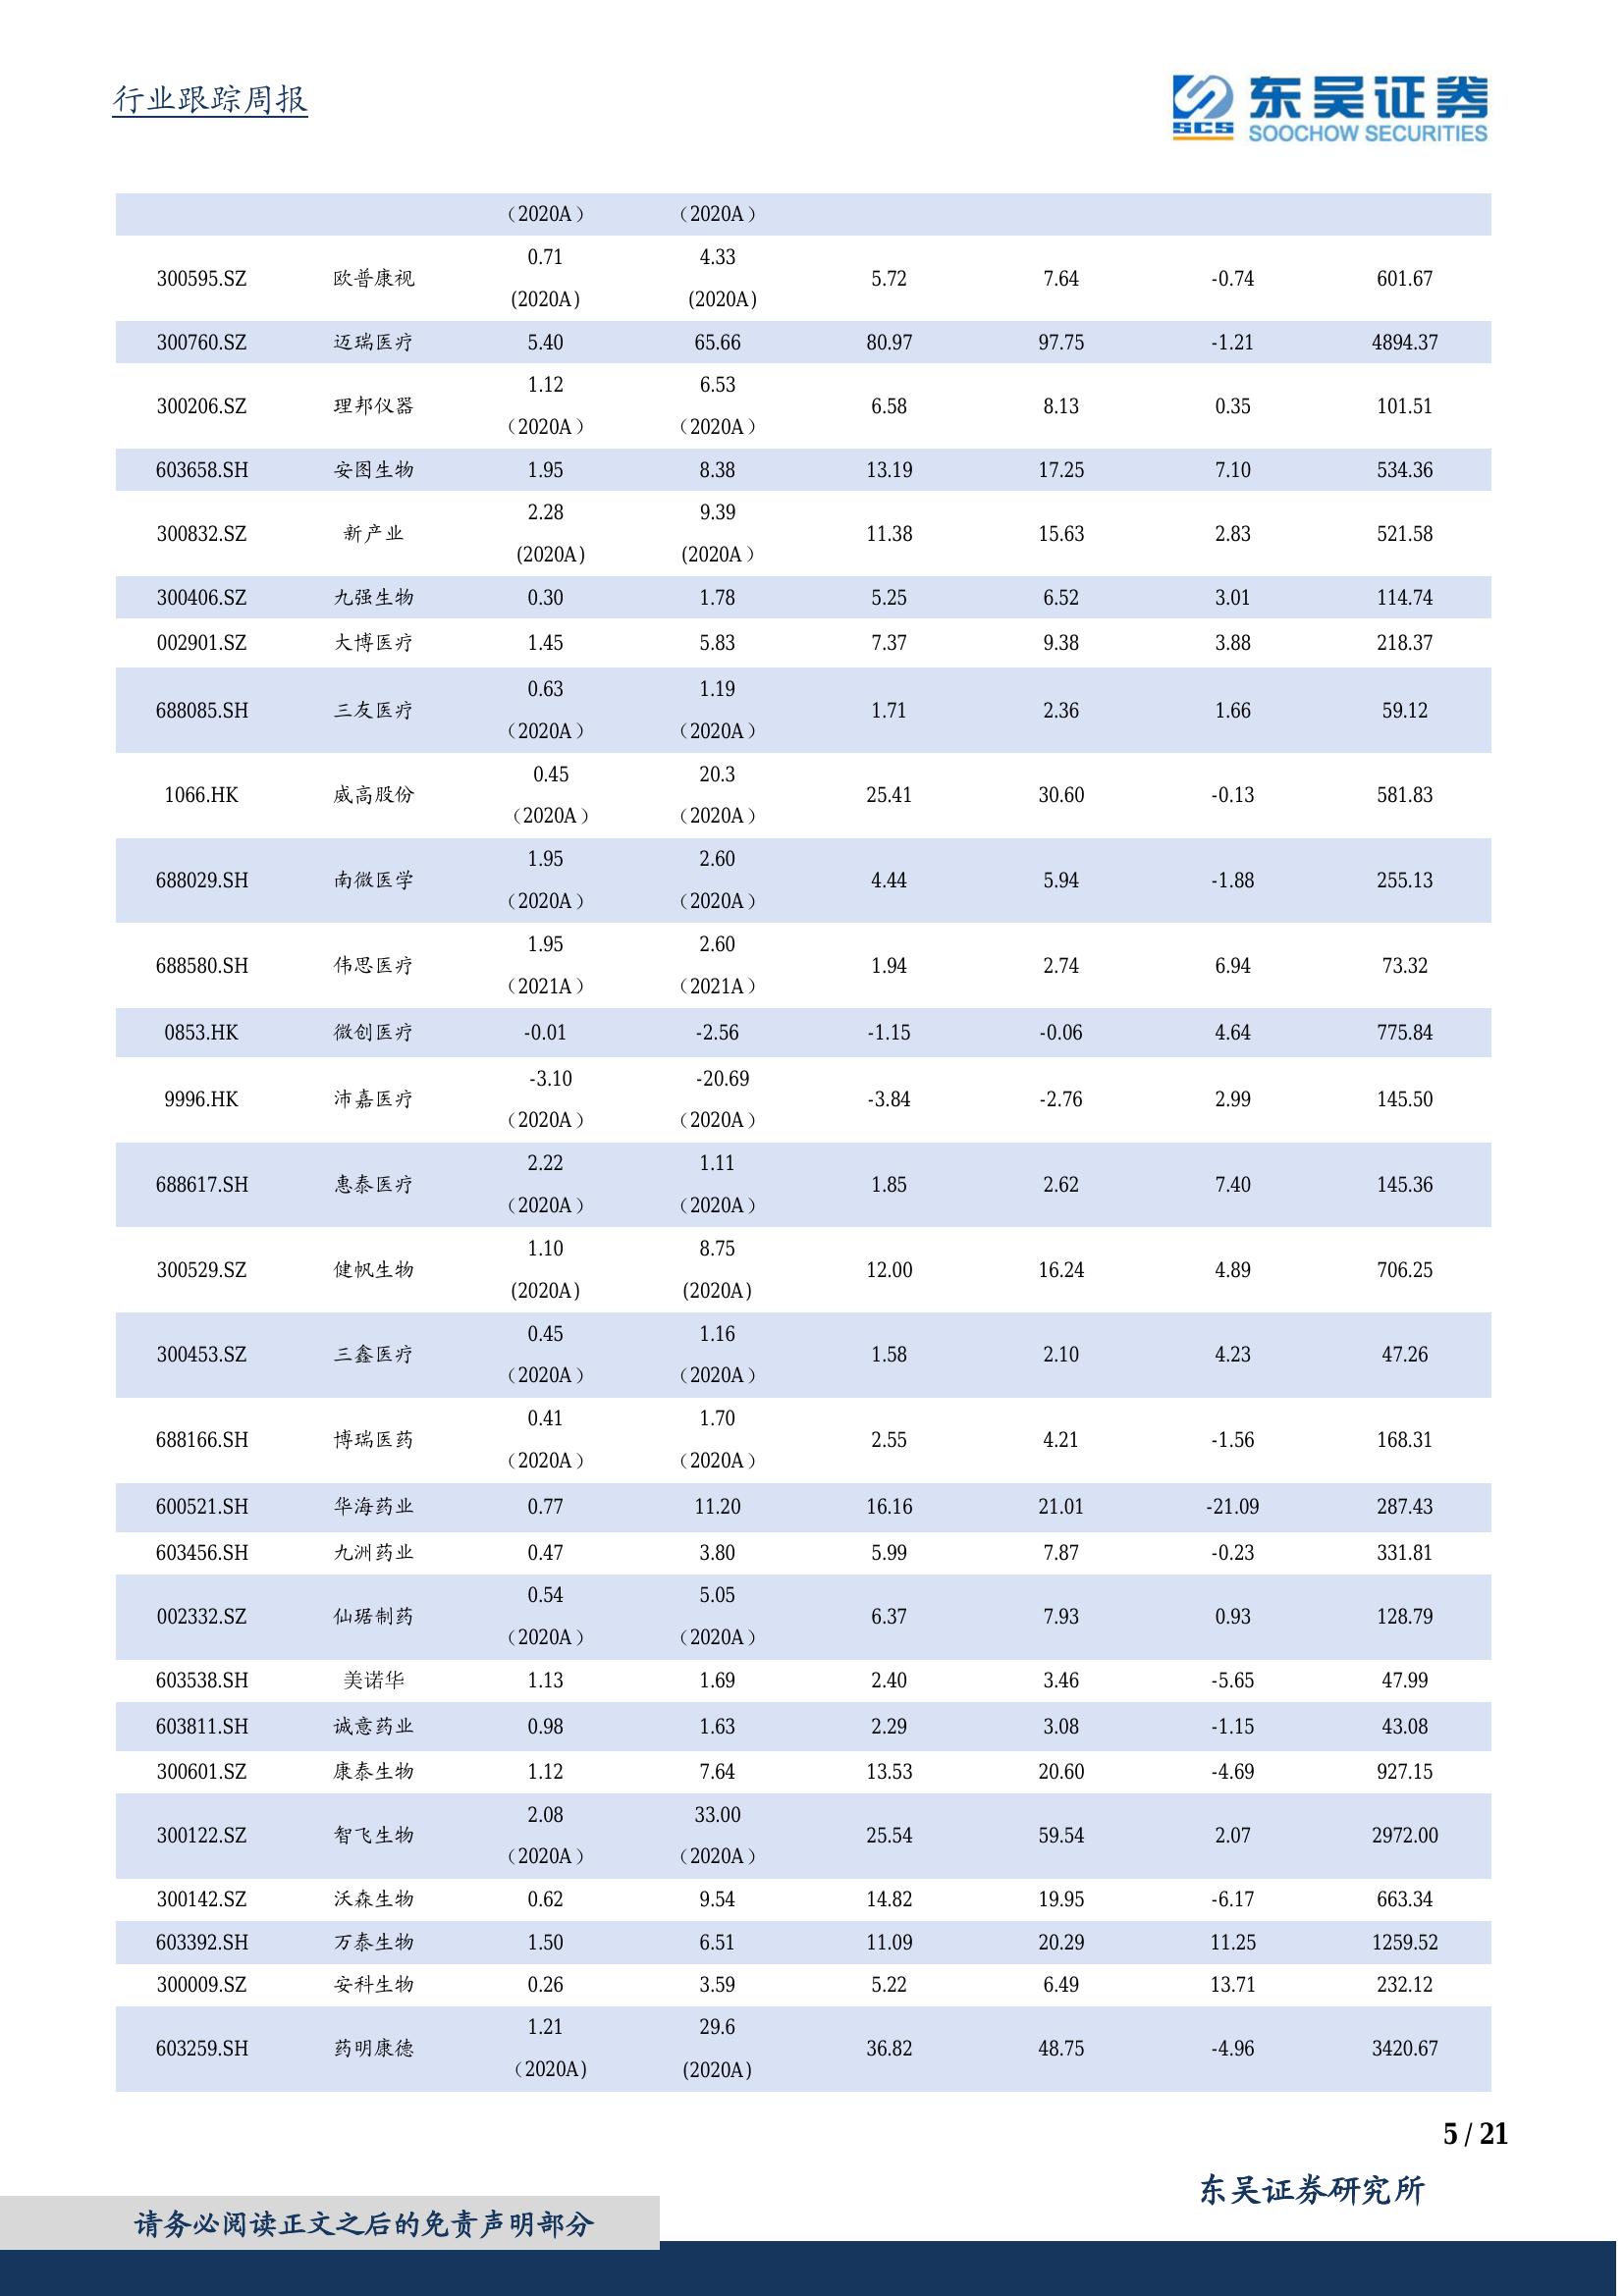 行业跟踪周报
东吴证券
SCS
SOOCHOW SECURITIES
（2020A） （2020A）
300595.SZ 欧普康视 0.71 (2020A) 4.33 (2020A) 5.72 7.64 -0.74 601.67
300760.SZ 迈瑞医疗 5.40 65.66 80.97 97.75 -1.21 4894.37
300206.SZ 理邦仪器 1.12 （2020A） 6.53 （2020A） 6.58 8.13 0.35 101.51
603658.SH 安图生物 1.95 8.38 13.19 17.25 7.10 534.36
300832.SZ 新产业 2.28 (2020A) 9.39 (2020A） 11.38 15.63 2.83 521.58
300406.SZ 九强生物 0.30 1.78 5.25 6.52 3.01 114.74
002901.SZ 大博医疗 1.45 5.83 7.37 9.38 3.88 218.37
688085.SH 三友医疗 0.63 （2020A） 1.19 （2020A） 1.71 2.36 1.66 59.12
1066.HK 威高股份 0.45 （2020A） 20.3 （2020A） 25.41 30.60 -0.13 581.83
688029.SH 南微医学 1.95 （2020A） 2.60 （2020A） 4.44 5.94 -1.88 255.13
688580.SH 伟思医疗 1.95 （2021A） 2.60 （2021A） 1.94 2.74 6.94 73.32
0853.HK 微创医疗 -0.01 -2.56 -1.15 -0.06 4.64 775.84
9996.HK 沛嘉医疗 -3.10 （2020A） -20.69 （2020A） -3.84 -2.76 2.99 145.50
688617.SH 惠泰医疗 2.22 （2020A） 1.11 （2020A） 1.85 2.62 7.40 145.36
300529.SZ 健帆生物 1.10 (2020A) 8.75 (2020A) 12.00 16.24 4.89 706.25
300453.SZ 三鑫医疗 0.45 （2020A） 1.16 （2020A） 1.58 2.10 4.23 47.26
688166.SH 博瑞医药 0.41 （2020A） 1.70 （2020A） 2.55 4.21 -1.56 168.31
600521.SH 华海药业 0.77 11.20 16.16 21.01 -21.09 287.43
603456.SH 九洲药业 0.47 3.80 5.99 7.87 -0.23 331.81
002332.SZ 仙琚制药 0.54 （2020A） 5.05 （2020A） 6.37 7.93 0.93 128.79
603538.SH 美诺华 1.13 1.69 2.40 3.46 -5.65 47.99
603811.SH 诚意药业 0.98 1.63 2.29 3.08 -1.15 43.08
300601.SZ 康泰生物 1.12 7.64 13.53 20.60 -4.69 927.15
300122.SZ 智飞生物 2.08 （2020A） 33.00 （2020A） 25.54 59.54 2.07 2972.00
300142.SZ 沃森生物 0.62 9.54 14.82 19.95 -6.17 663.34
603392.SH 万泰生物 1.50 6.51 11.09 20.29 11.25 1259.52
300009.SZ 安科生物 0.26 3.59 5.22 6.49 13.71 232.12
603259.SH 药明康德 1.21 （2020A) 29.6 (2020A) 36.82 48.75 -4.96 3420.67
5 / 21
东吴证券研究所
请务必阅读正文之后的免责声明部分